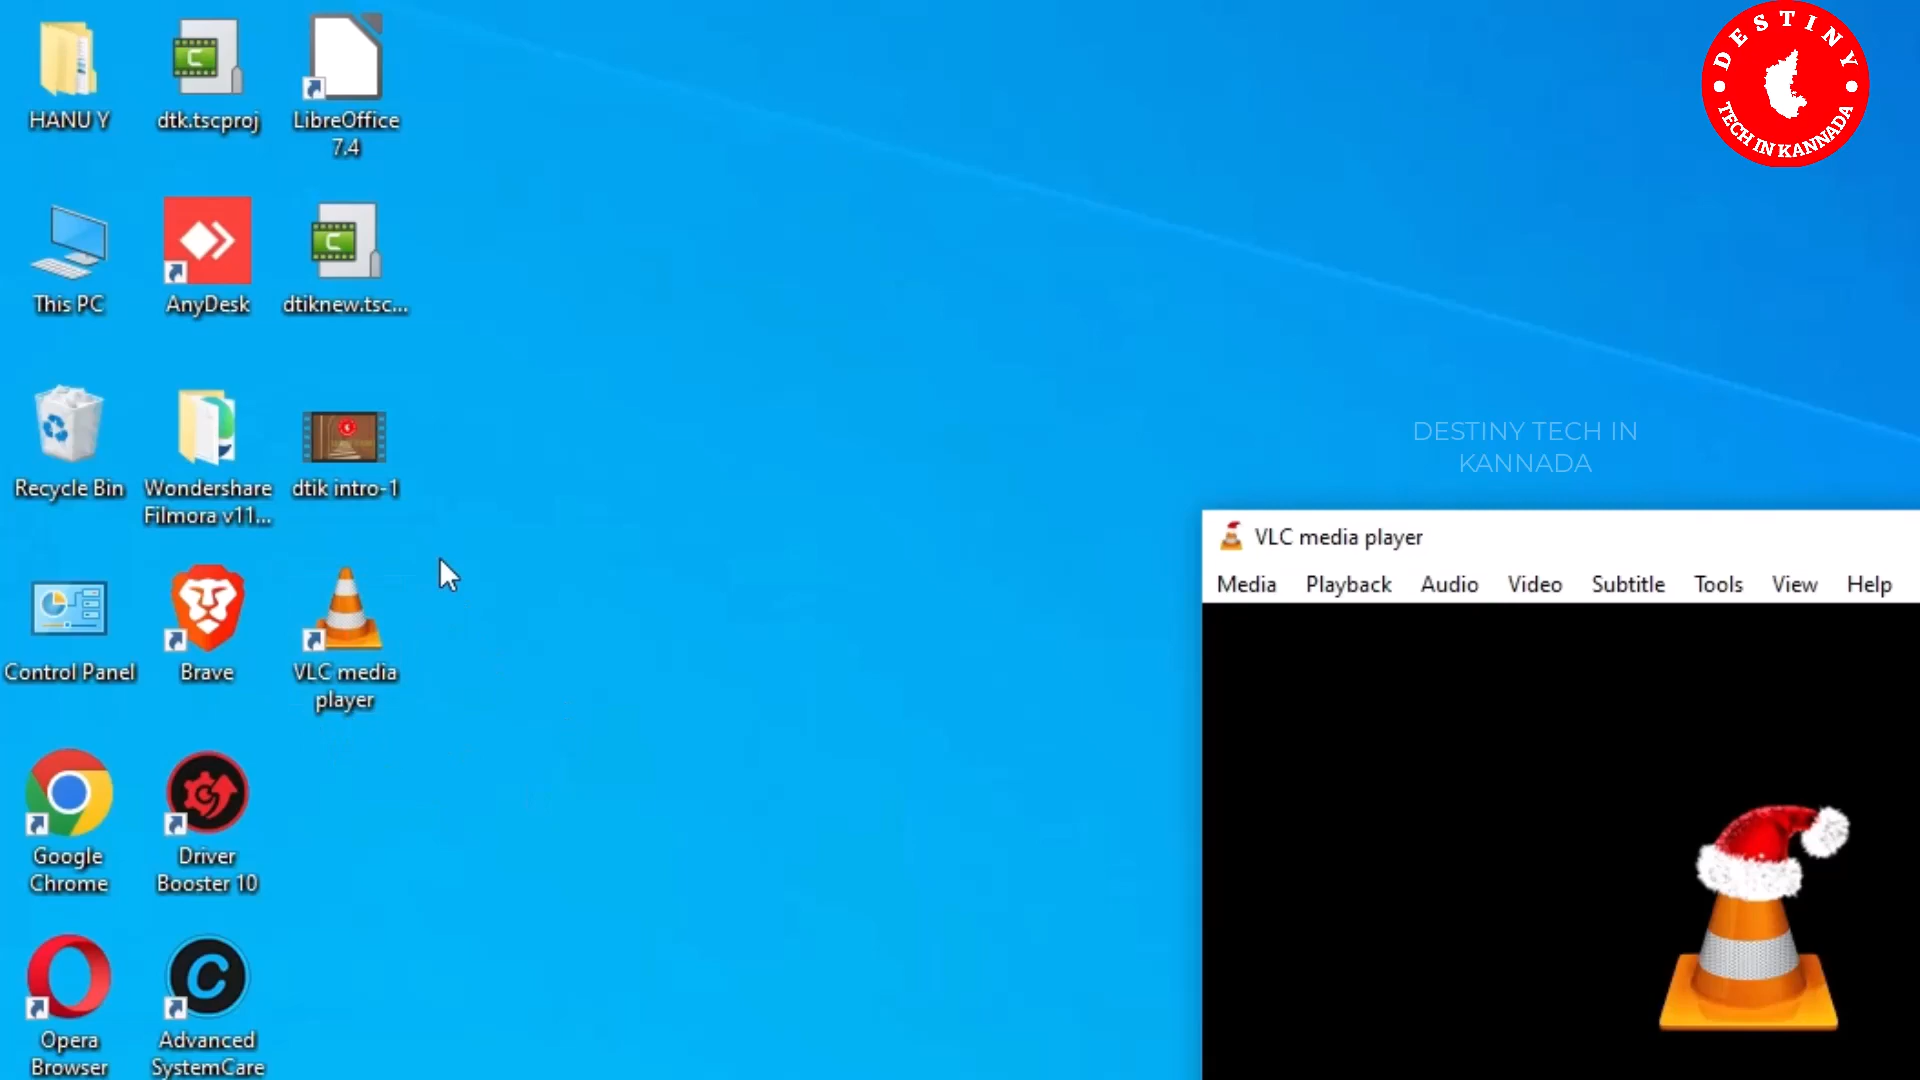 HANU Y
dtk.tscproj
LibreOffice
7.4
DESTINY
TECH IN KANNADA
This PC
AnyDesk
dtiknew.tsc...
Recycle Bin
Wondershare
Filmora v11...
dtik intro-1
DESTINY TECH IN
KANNADA
VLC media player
Media Playback Audio Video Subtitle Tools View Help
Control Panel
Brave
VLC media
player
Google
Chrome
Driver
Booster 10
Opera
Browser
Advanced
SystemCare